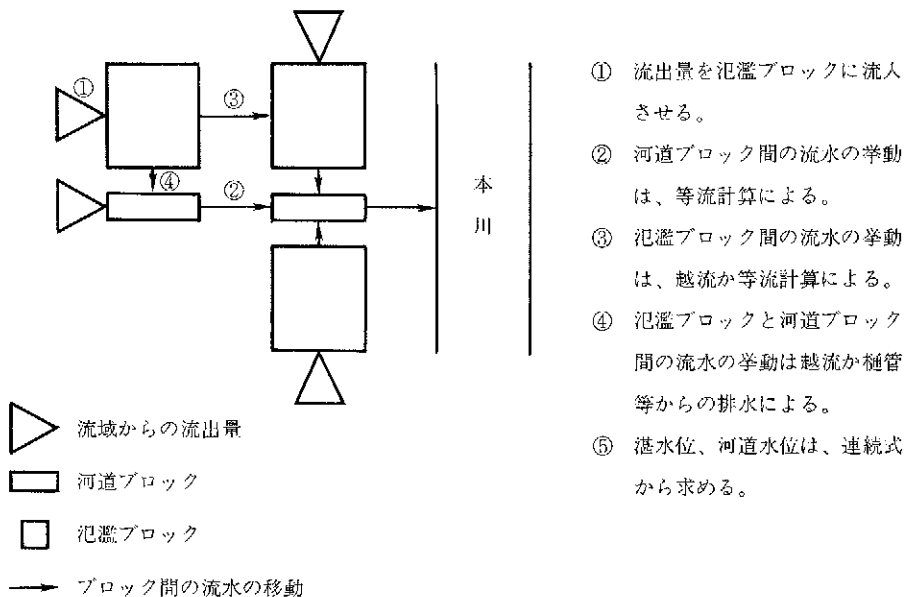 ①
③
④
②
本
川
流域からの流出量
河道ブロック
氾濫ブロック
ブロック間の流水の移動
① 流出量を氾濫ブロックに流入
させる。
② 河道ブロック間の流水の挙動
は、等流計算による。
③ 氾濫ブロック間の流水の挙動
は、越流か等流計算による。
④ 氾濫ブロックと河道ブロック
間の流水の挙動は越流か樋管
等からの排水による。
⑤ 湛水位、河道水位は、連続式
から求める。